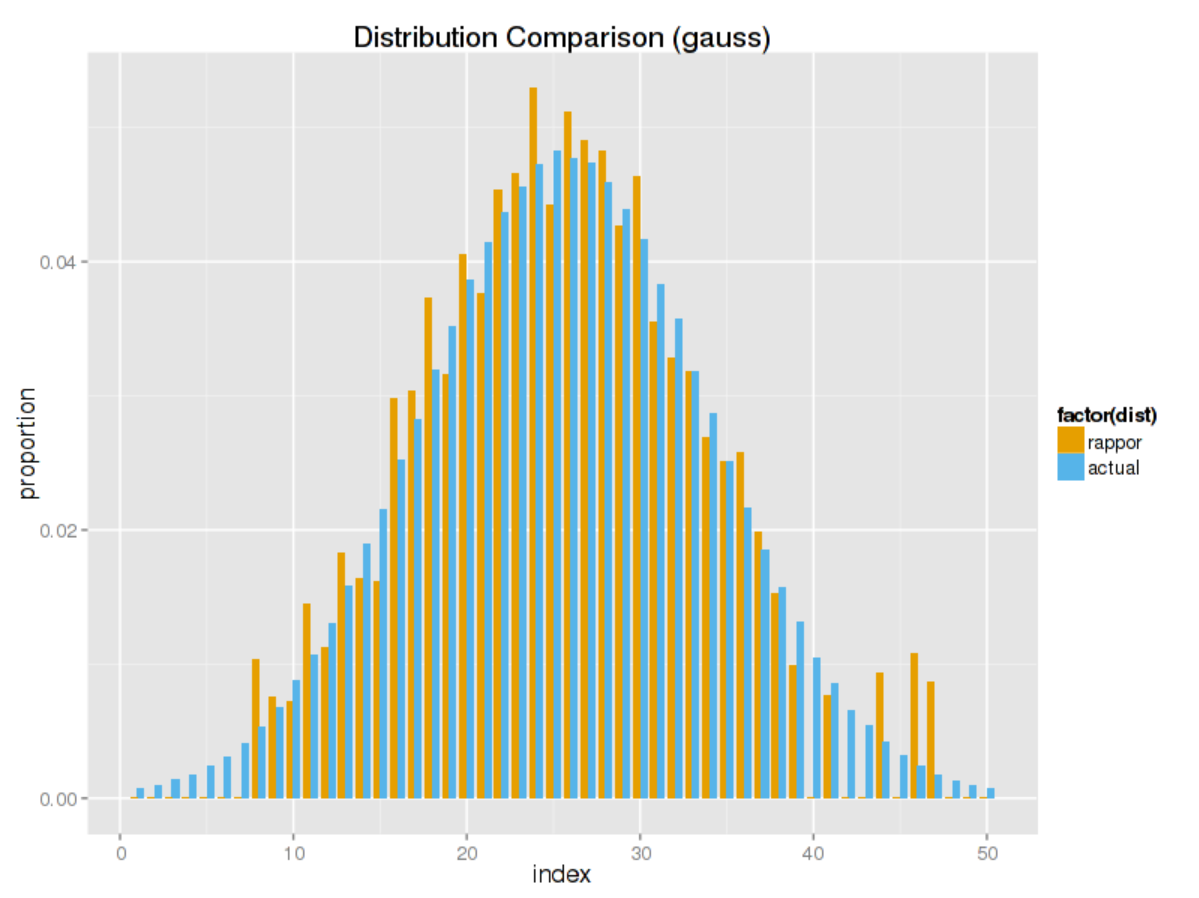 Distribution Comparison (gauss)
proportion
0.04
0.02
0.00
0 10 20 30 40 50
index
factor(dist)
rappor
actual